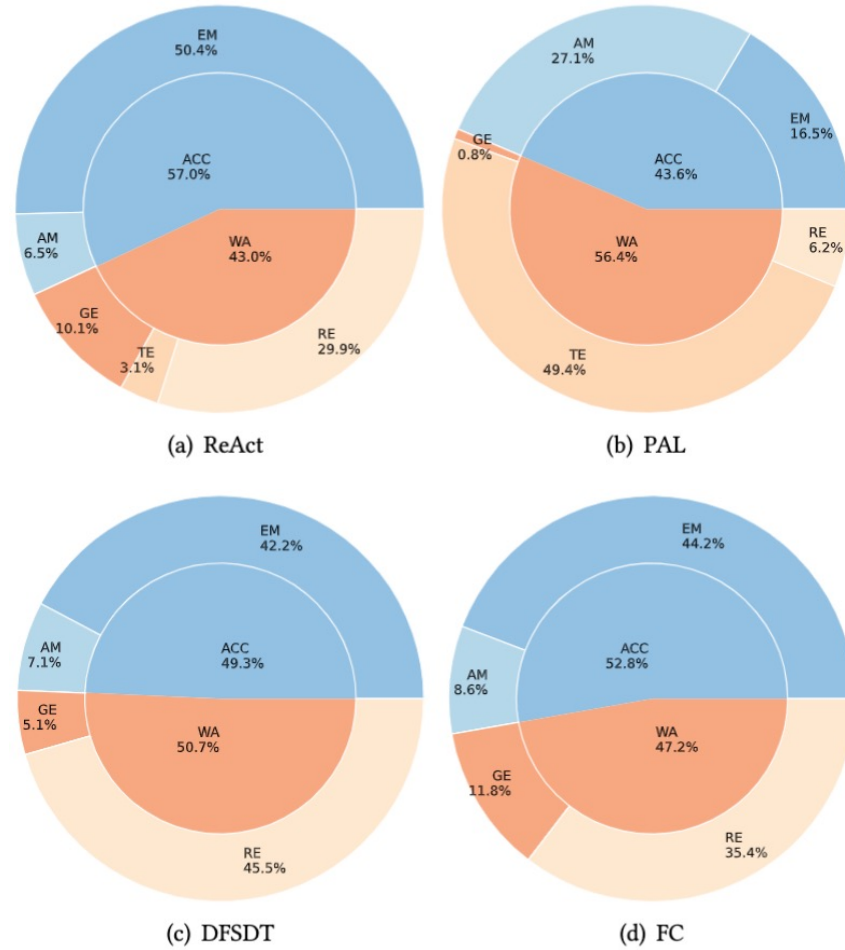 EM
50.4%
ACC
57.0%
AM
6.5%
WA
43.0%
GE
10.1%
TE
3.1%
RE
29.9%
(a) ReAct
AM
27.1%
EM
16.5%
GE
0.8%
ACC
43.6%
WA
56.4%
RE
6.2%
TE
49.4%
(b) PAL
EM
42.2%
ACC
49.3%
AM
7.1%
GE
5.1%
WA
50.7%
RE
45.5%
(c) DFSDT
EM
44.2%
ACC
52.8%
AM
8.6%
WA
47.2%
GE
11.8%
RE
35.4%
(d) FC